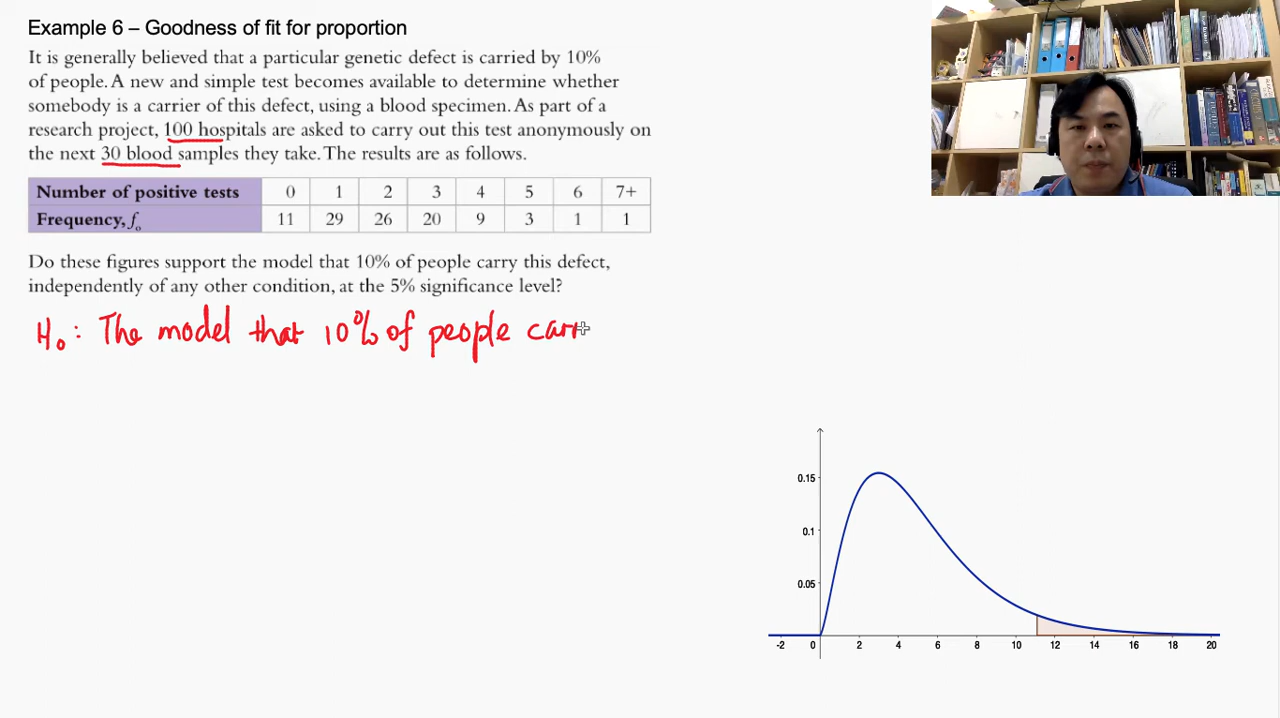 Example 6 – Goodness of fit for proportion
It is generally believed that a particular genetic defect is carried by 10%
of people. A new and simple test becomes available to determine whether
somebody is a carrier of this defect, using a blood specimen. As part of a
research project, 100 hospitals are asked to carry out this test anonymously on
the next 30 blood samples they take. The results are as follows.
Number of positive tests 0 1 2 3 4 5 6 7+
Frequency, fo 11 29 26 20 9 3 1 1
Do these figures support the model that 10% of people carry this defect,
independently of any other condition, at the 5% significance level?
H₀ : The model that 10% of people carr
0.15
0.1
0.05
-2 0 2 4 6 8 10 12 14 16 18 20